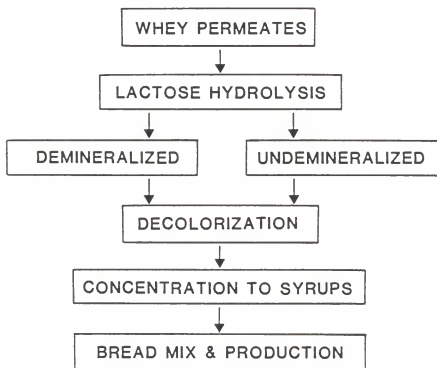 WHEY PERMEATES
LACTOSE HYDROLYSIS
DEMINERALIZED
UNDEMINERALIZED
DECOLORIZATION
CONCENTRATION TO SYRUPS
BREAD MIX & PRODUCTION